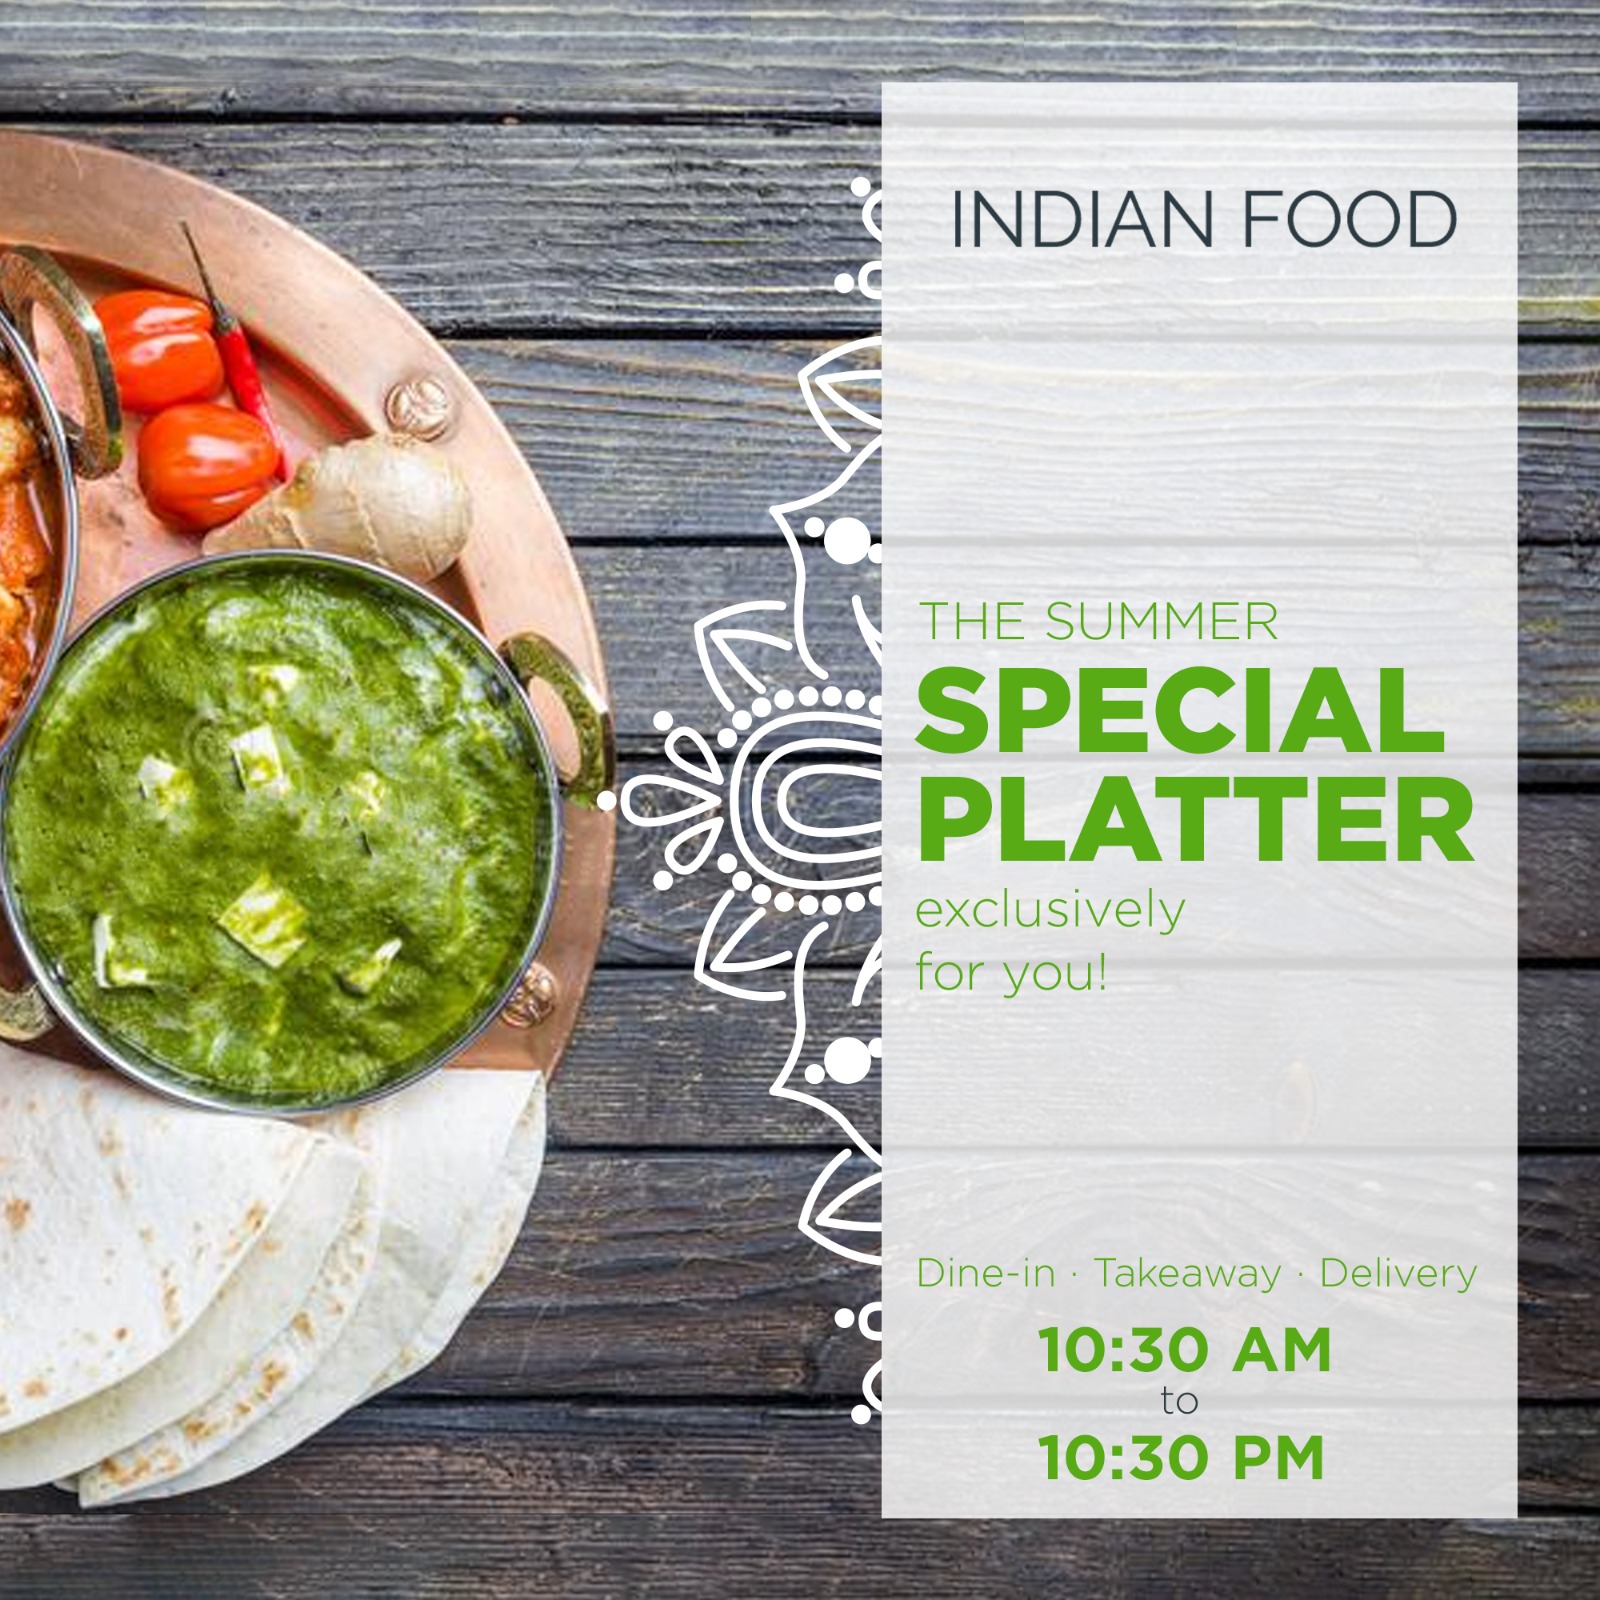 INDIAN FOOD
THE SUMMER
SPECIAL
PLATTER
exclusively
for you!
Dine-in · Takeaway · Delivery
10:30 AM
to
10:30 PM